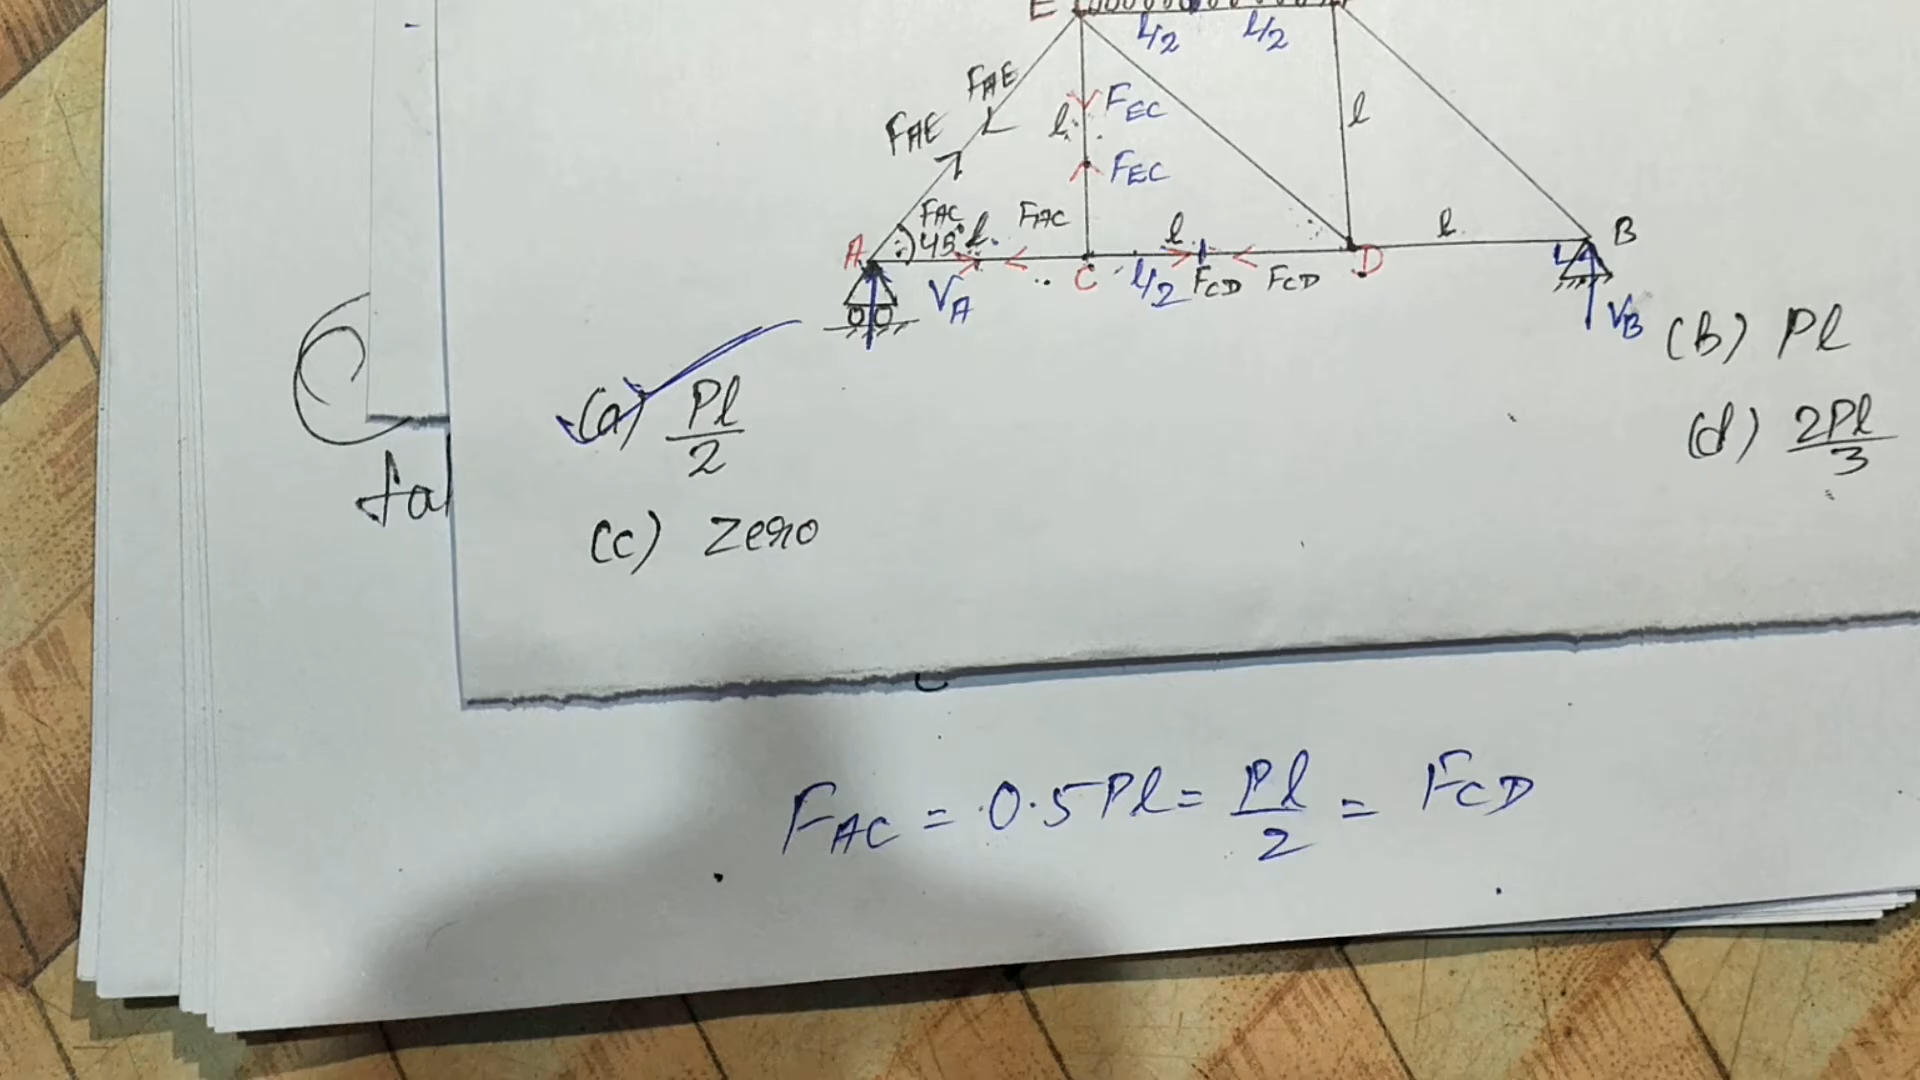 E
l/2 l/2
FAE
FAE
l
FEC
FEC
l
FAC
45°
l
FAC
l
l
A
B
VA
C
l/2
FCD
FCD
D
VB
(a) Pl/2
(b) Pl
(c) Zero
(d) 2Pl/3
FAC = 0.5Pl = Pl/2 = FCD